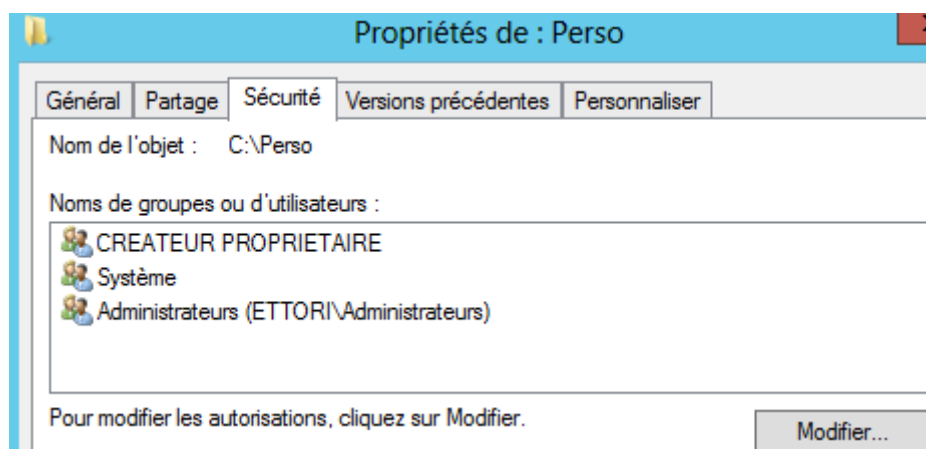 Propriétés de : Perso
Général Partage Sécurité Versions précédentes Personnaliser
Nom de l'objet : C:\Perso
Noms de groupes ou d'utilisateurs :
CREATEUR PROPRIETAIRE
Système
Administrateurs (ETTORI\Administrateurs)
Pour modifier les autorisations, cliquez sur Modifier.
Modifier...